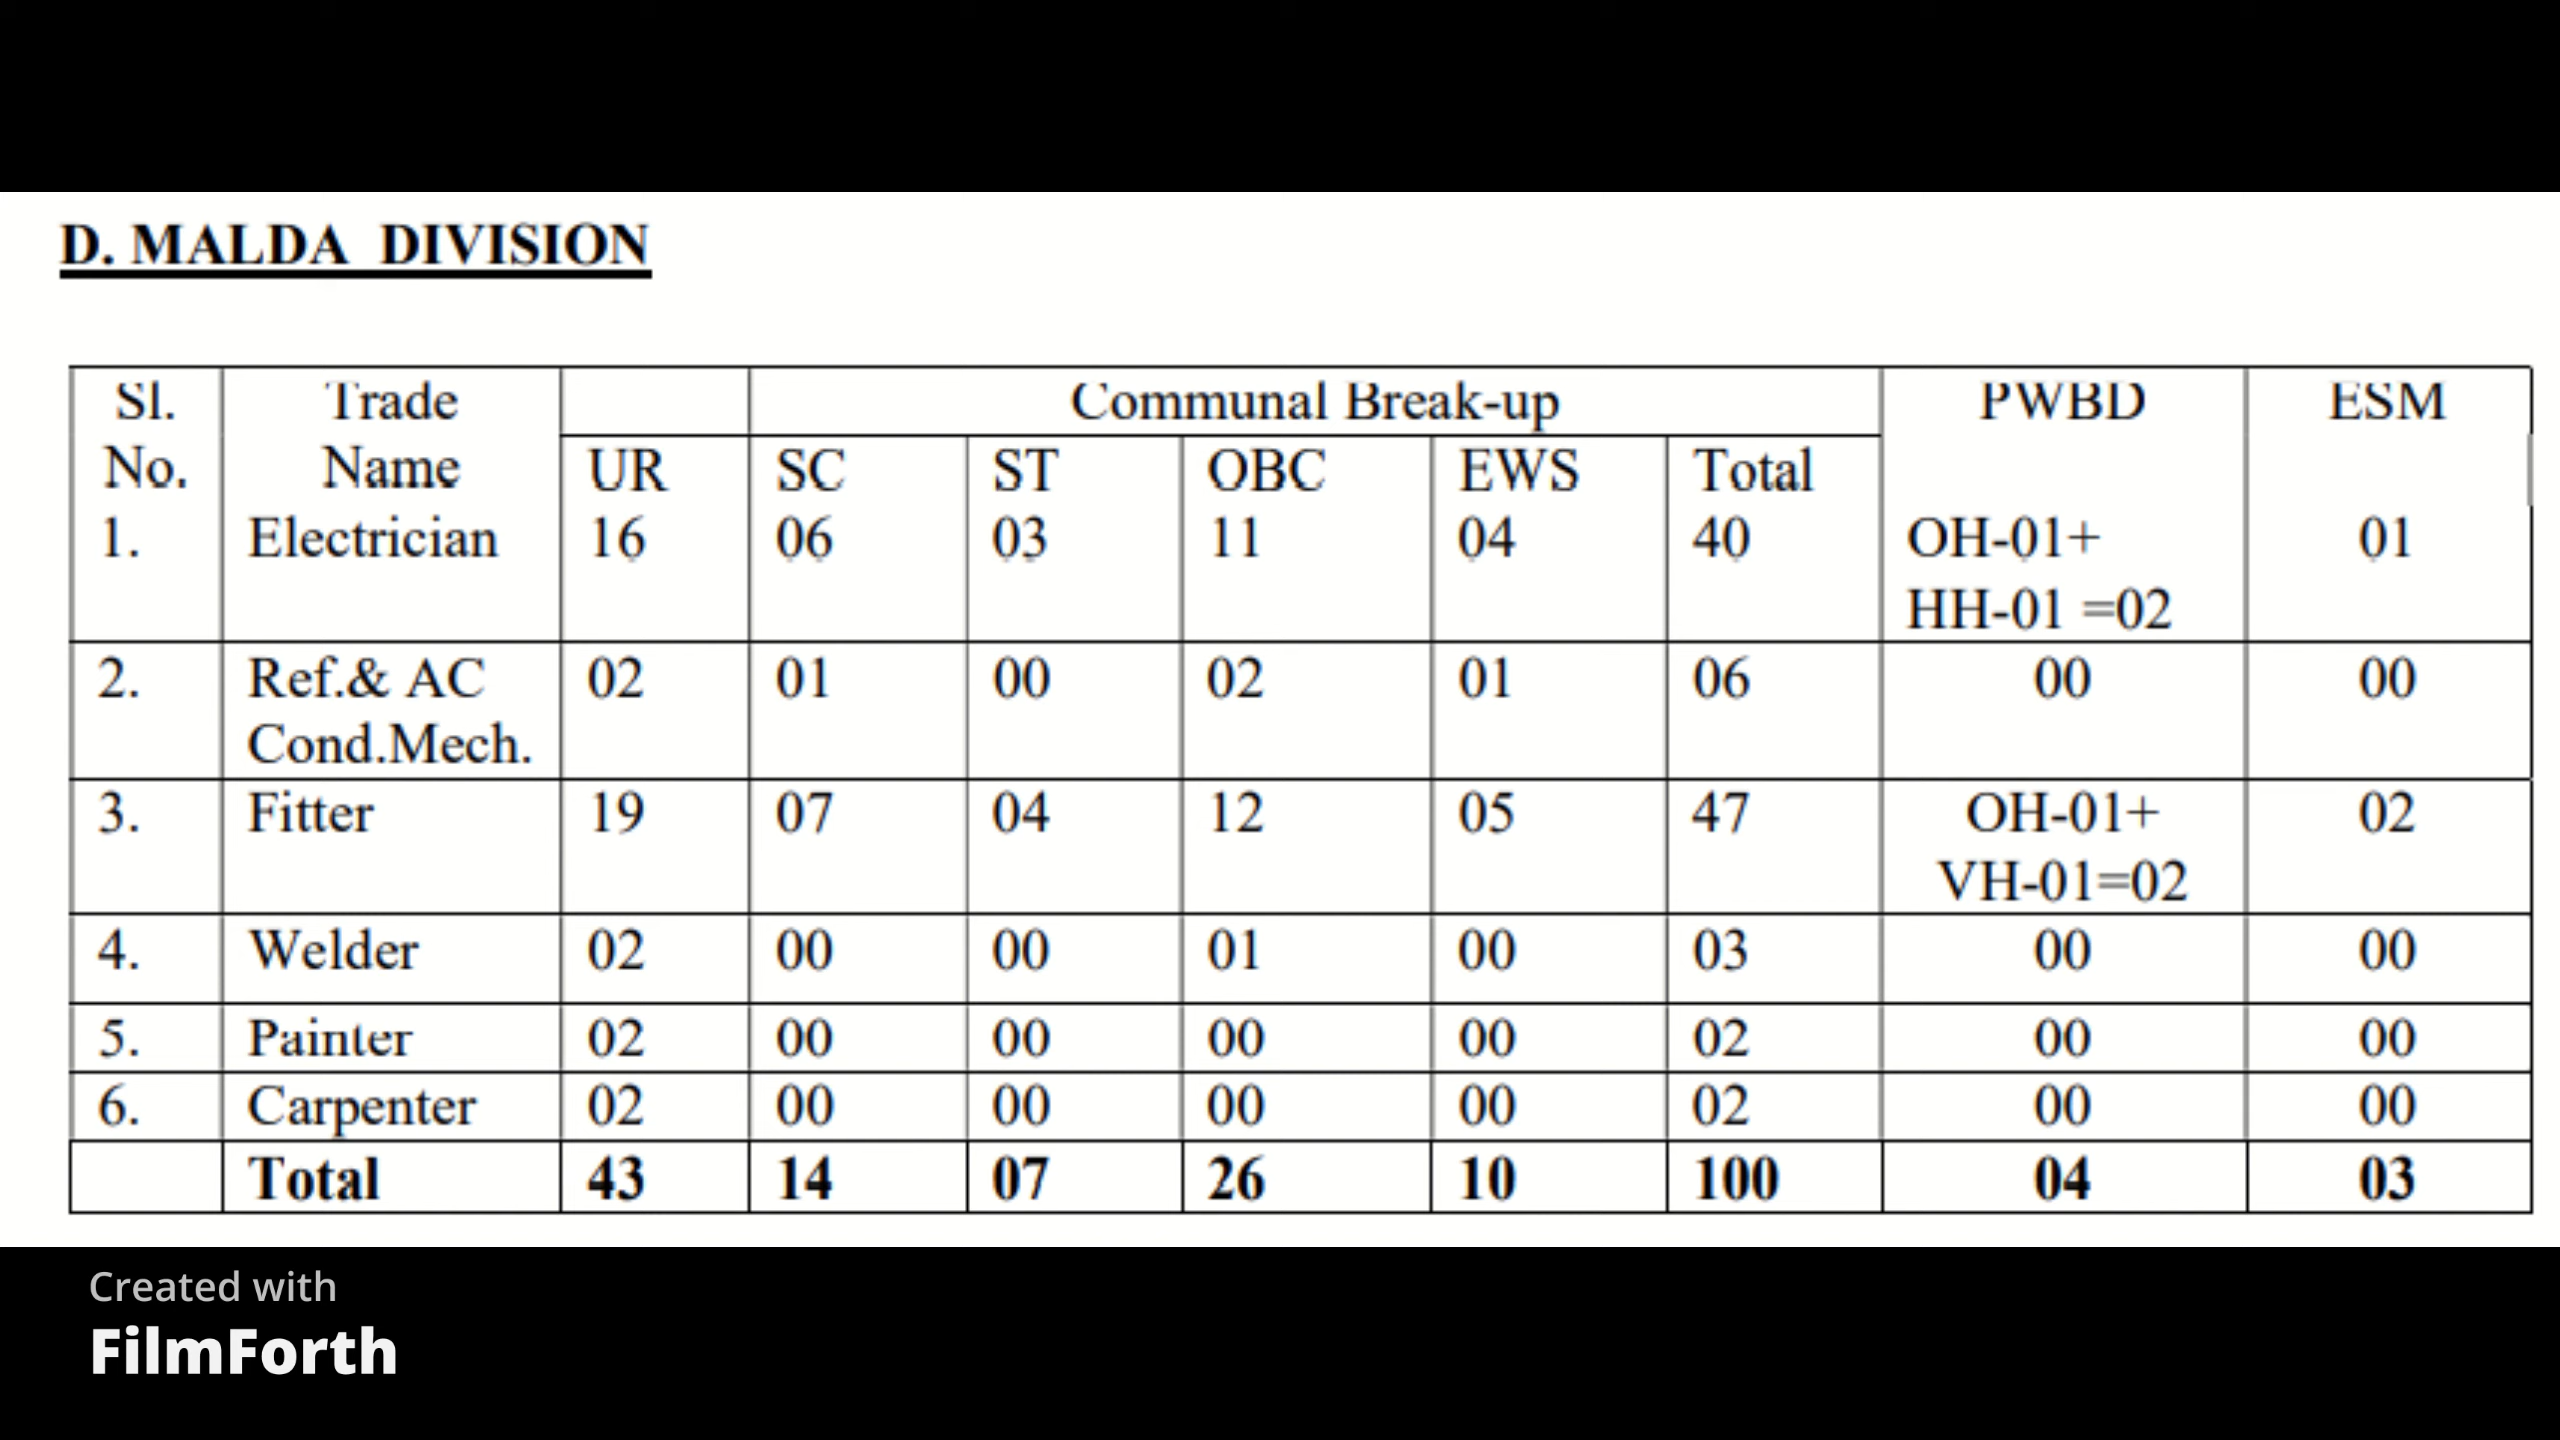 D. MALDA DIVISION
Sl. No. Trade Name Communal Break-up PWBD ESM
UR SC ST OBC EWS Total
1. Electrician 16 06 03 11 04 40 OH-01+ 01
HH-01 =02
2. Ref.& AC 02 01 00 02 01 06 00 00
Cond.Mech.
3. Fitter 19 07 04 12 05 47 OH-01+ 02
VH-01=02
4. Welder 02 00 00 01 00 03 00 00
5. Painter 02 00 00 00 00 02 00 00
6. Carpenter 02 00 00 00 00 02 00 00
Total 43 14 07 26 10 100 04 03
Created with
FilmForth